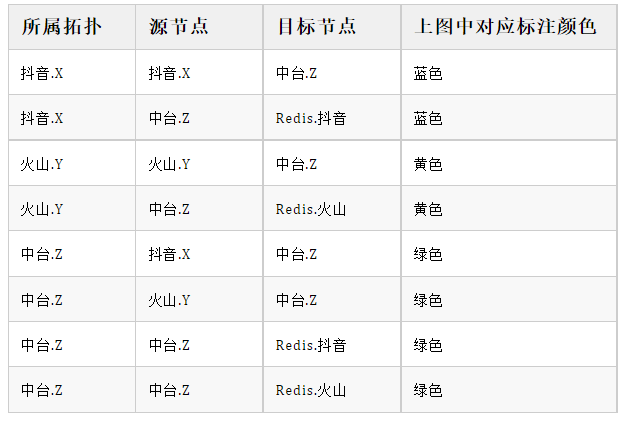 所属拓扑 源节点 目标节点 上图中对应标注颜色
抖音.X 抖音.X 中台.Z 蓝色
抖音.X 中台.Z Redis.抖音 蓝色
火山.Y 火山.Y 中台.Z 黄色
火山.Y 中台.Z Redis.火山 黄色
中台.Z 抖音.X 中台.Z 绿色
中台.Z 火山.Y 中台.Z 绿色
中台.Z 中台.Z Redis.抖音 绿色
中台.Z 中台.Z Redis.火山 绿色